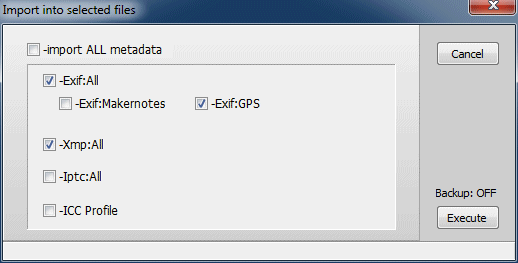 Import into selected files
-import ALL metadata
Cancel
-Exif:All
-Exif:Makernotes -Exif:GPS
-Xmp:All
-Iptc:All
Backup: OFF
-ICC Profile
Execute